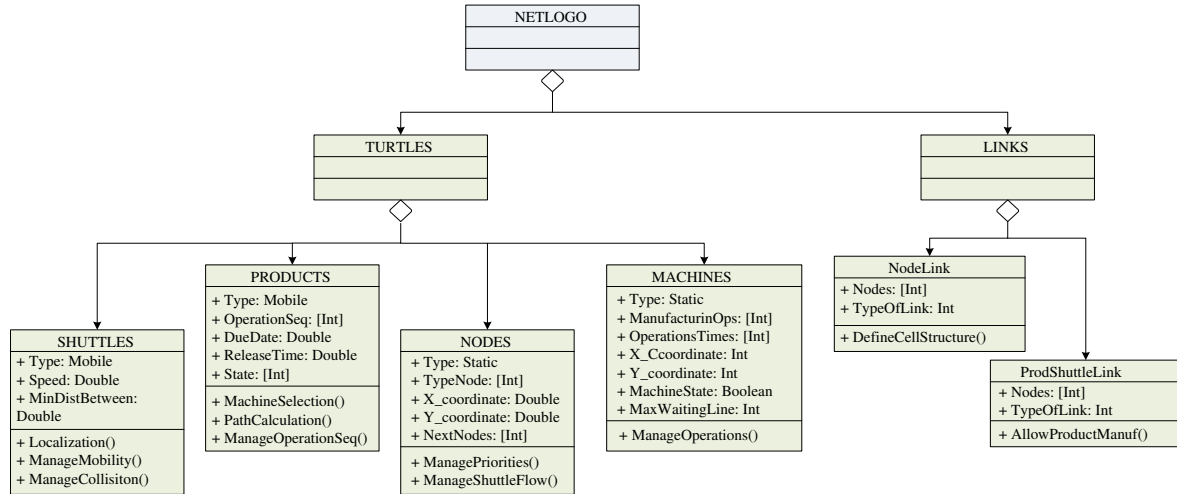 NETLOGO
TURTLES
LINKS
SHUTTLES
+ Type: Mobile
+ Speed: Double
+ MinDistBetween:
Double
+ Localization()
+ ManageMobility()
+ ManageCollisiton()
PRODUCTS
+ Type: Mobile
+ OperationSeq: [Int]
+ DueDate: Double
+ ReleaseTime: Double
+ State: [Int]
+ MachineSelection()
+ PathCalculation()
+ ManageOperationSeq()
NODES
+ Type: Static
+ TypeNode: [Int]
+ X_coordinate: Double
+ Y_coordinate: Double
+ NextNodes: [Int]
+ ManagePriorities()
+ ManageShuttleFlow()
MACHINES
+ Type: Static
+ ManufacturinOps: [Int]
+ OperationsTimes: [Int]
+ X_Ccoordinate: Int
+ Y_coordinate: Int
+ MachineState: Boolean
+ MaxWaitingLine: Int
+ ManageOperations()
NodeLink
+ Nodes: [Int]
+ TypeOfLink: Int
+ DefineCellStructure()
ProdShuttleLink
+ Nodes: [Int]
+ TypeOfLink: Int
+ AllowProductManuf()